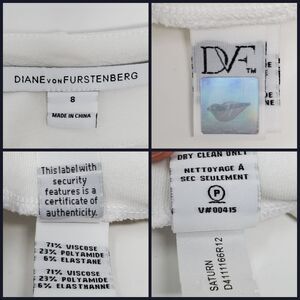 DIANE VON FURSTENBERG
8
MADE IN CHINA
DVF
TM
This label with
security
features is a
certificate of
authenticity.
71% VISCOSE
23% POLYAMIDE
6% ELASTANE
71% VISCOSE
23% POLYAMIDE
6% ELASTHANNE
DRY CLEAN ONLY
NETTOYAGE À
SEC SEULEMENT
P
V#00415
SATURN
D4111166R12